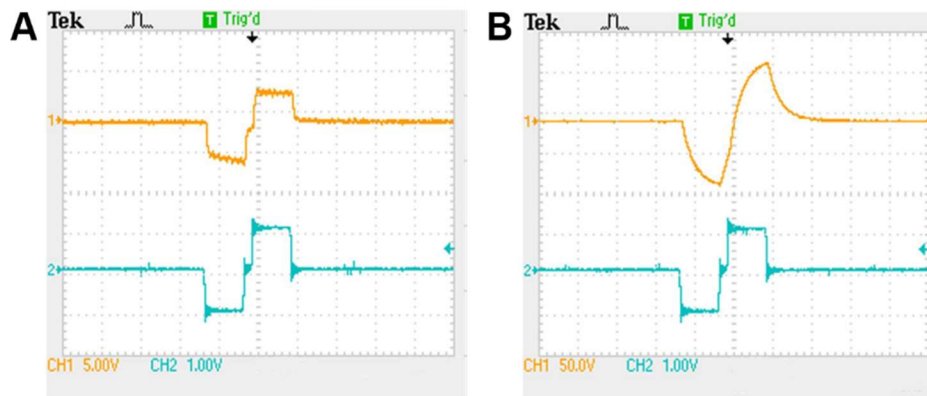 A
Tek
T Trig'd
1
2
CH1 5.00V CH2 1.00V
B
Tek
T Trig'd
1
2
CH1 50.0V CH2 1.00V